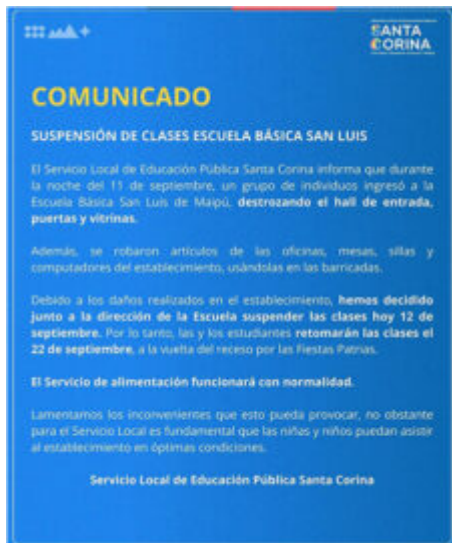 SANTA
CORINA
COMUNICADO
SUSPENSIÓN DE CLASES ESCUELA BÁSICA SAN LUIS
El Servicio Local de Educación Pública Santa Corina informa que durante
la noche del 11 de septiembre, un grupo de individuos ingresó a la
Escuela Básica San Luis de Maipú, destrozando el hall de entrada,
puertas y vitrinas.
Además, se robaron artículos de las oficinas, mesas, sillas y
computadores del establecimiento, usándolas en las barricadas.
Debido a los daños realizados en el establecimiento, hemos decidido
junto a la dirección de la Escuela suspender las clases hoy 12 de
septiembre. Por lo tanto, las y los estudiantes retomarán las clases el
22 de septiembre, a la vuelta del receso por las Fiestas Patrias.
El Servicio de alimentación funcionará con normalidad.
Lamentamos los inconvenientes que esto pueda provocar, no obstante
para el Servicio Local es fundamental que las niñas y niños puedan asistir
al establecimiento en óptimas condiciones.
Servicio Local de Educación Pública Santa Corina